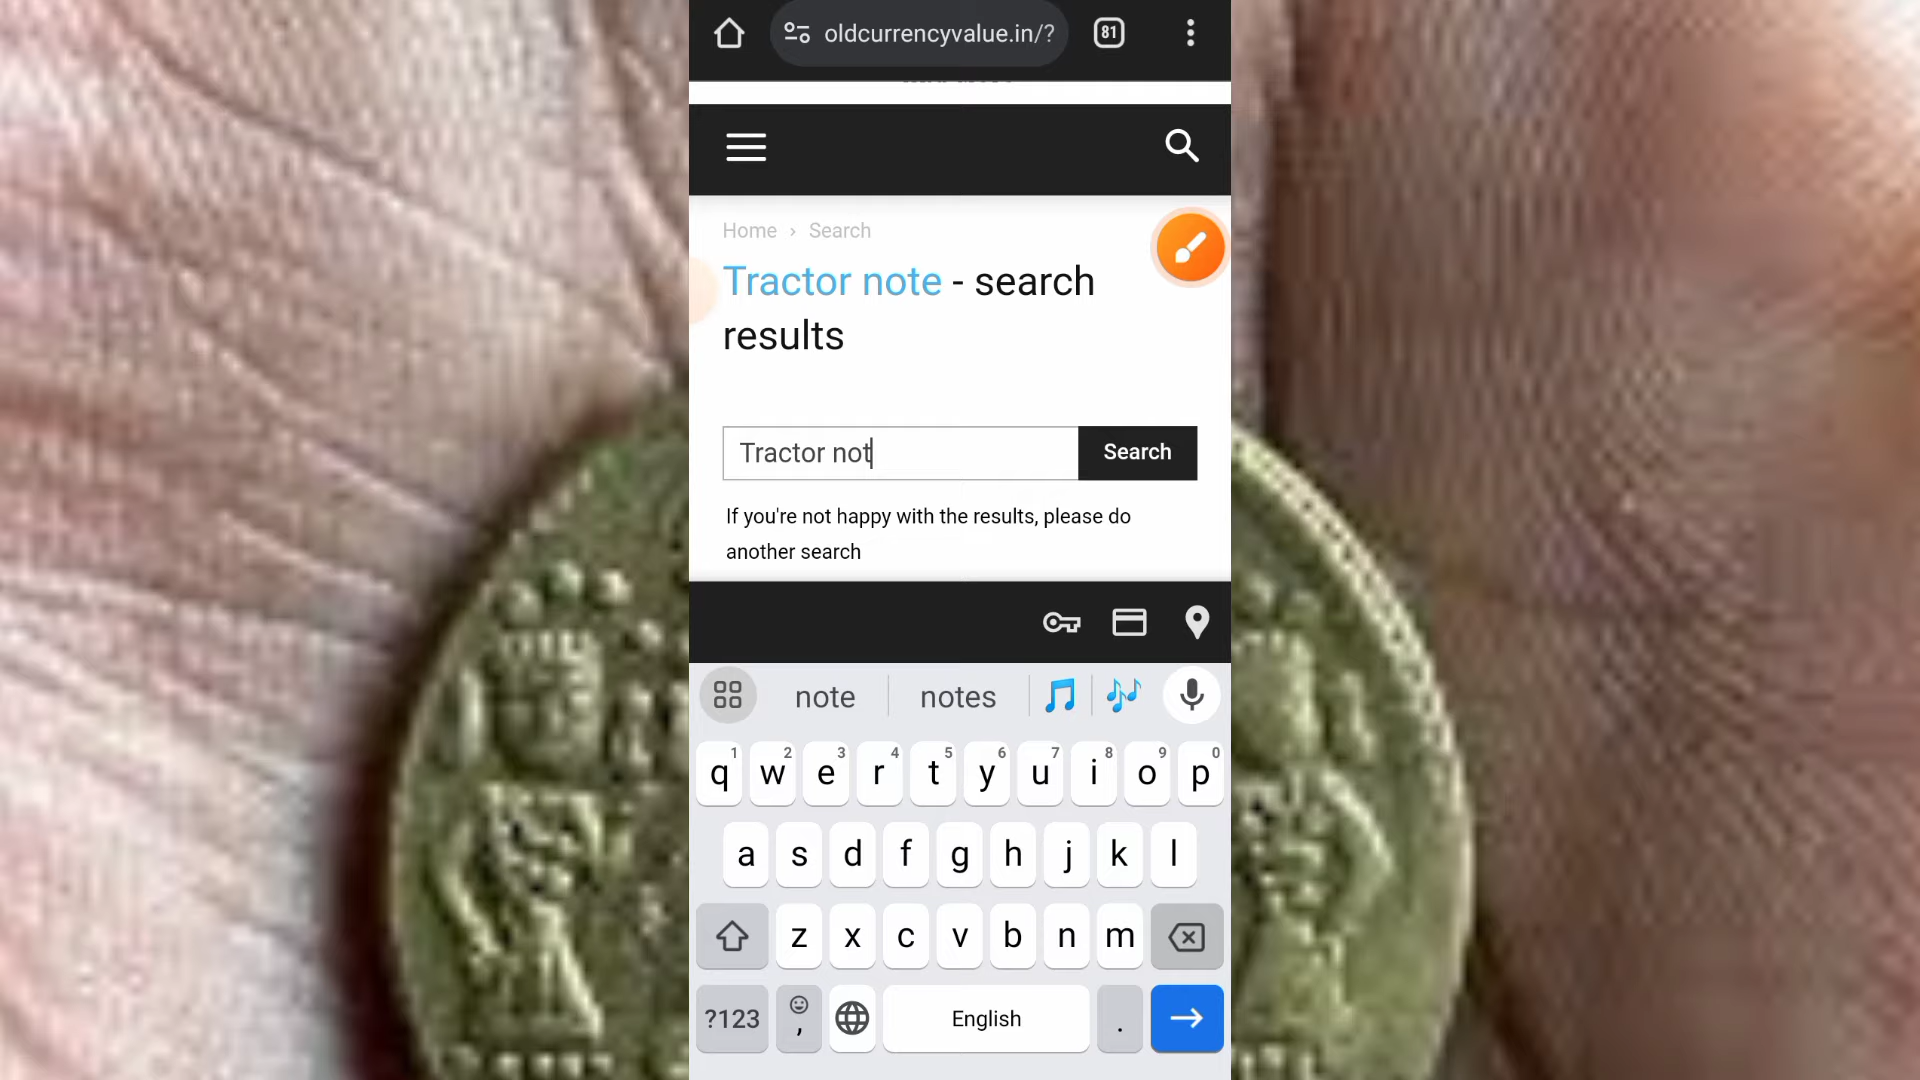 oldcurrencyvalue.in/?
81
Home › Search
Tractor note - search
results
Tractor not
Search
If you're not happy with the results, please do
another search
note notes
1 2 3 4 5 6 7 8 9 0
q w e r t y u i o p
a s d f g h j k l
z x c v b n m
?123 , English .